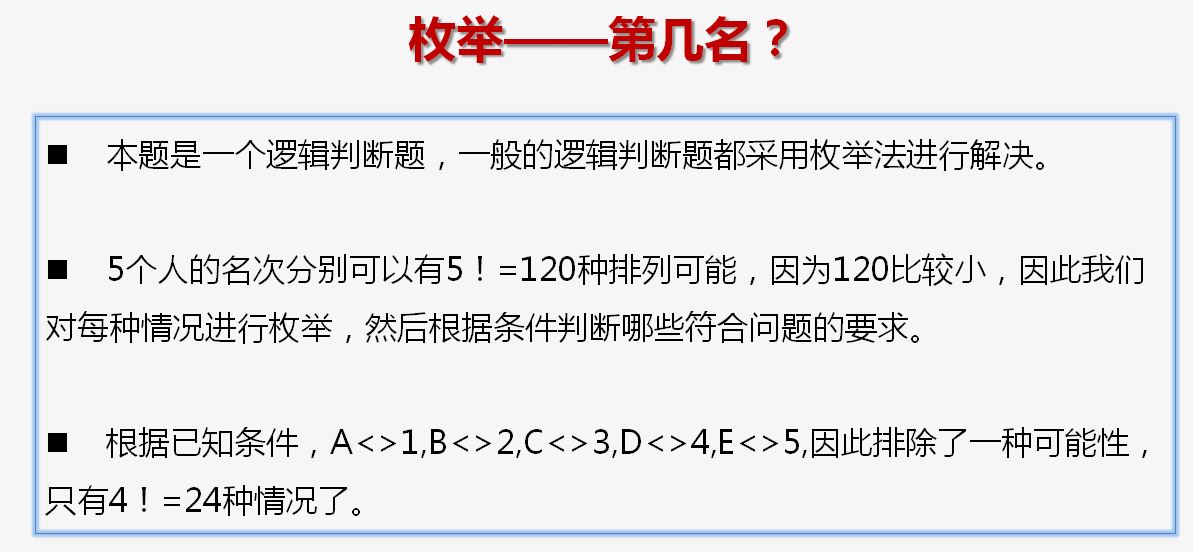 枚举——第几名？
■ 本题是一个逻辑判断题，一般的逻辑判断题都采用枚举法进行解决。
■ 5个人的名次分别可以有5！=120种排列可能，因为120比较小，因此我们
对每种情况进行枚举，然后根据条件判断哪些符合问题的要求。
■ 根据已知条件，A<>1,B<>2,C<>3,D<>4,E<>5,因此排除了一种可能性，
只有4！=24种情况了。